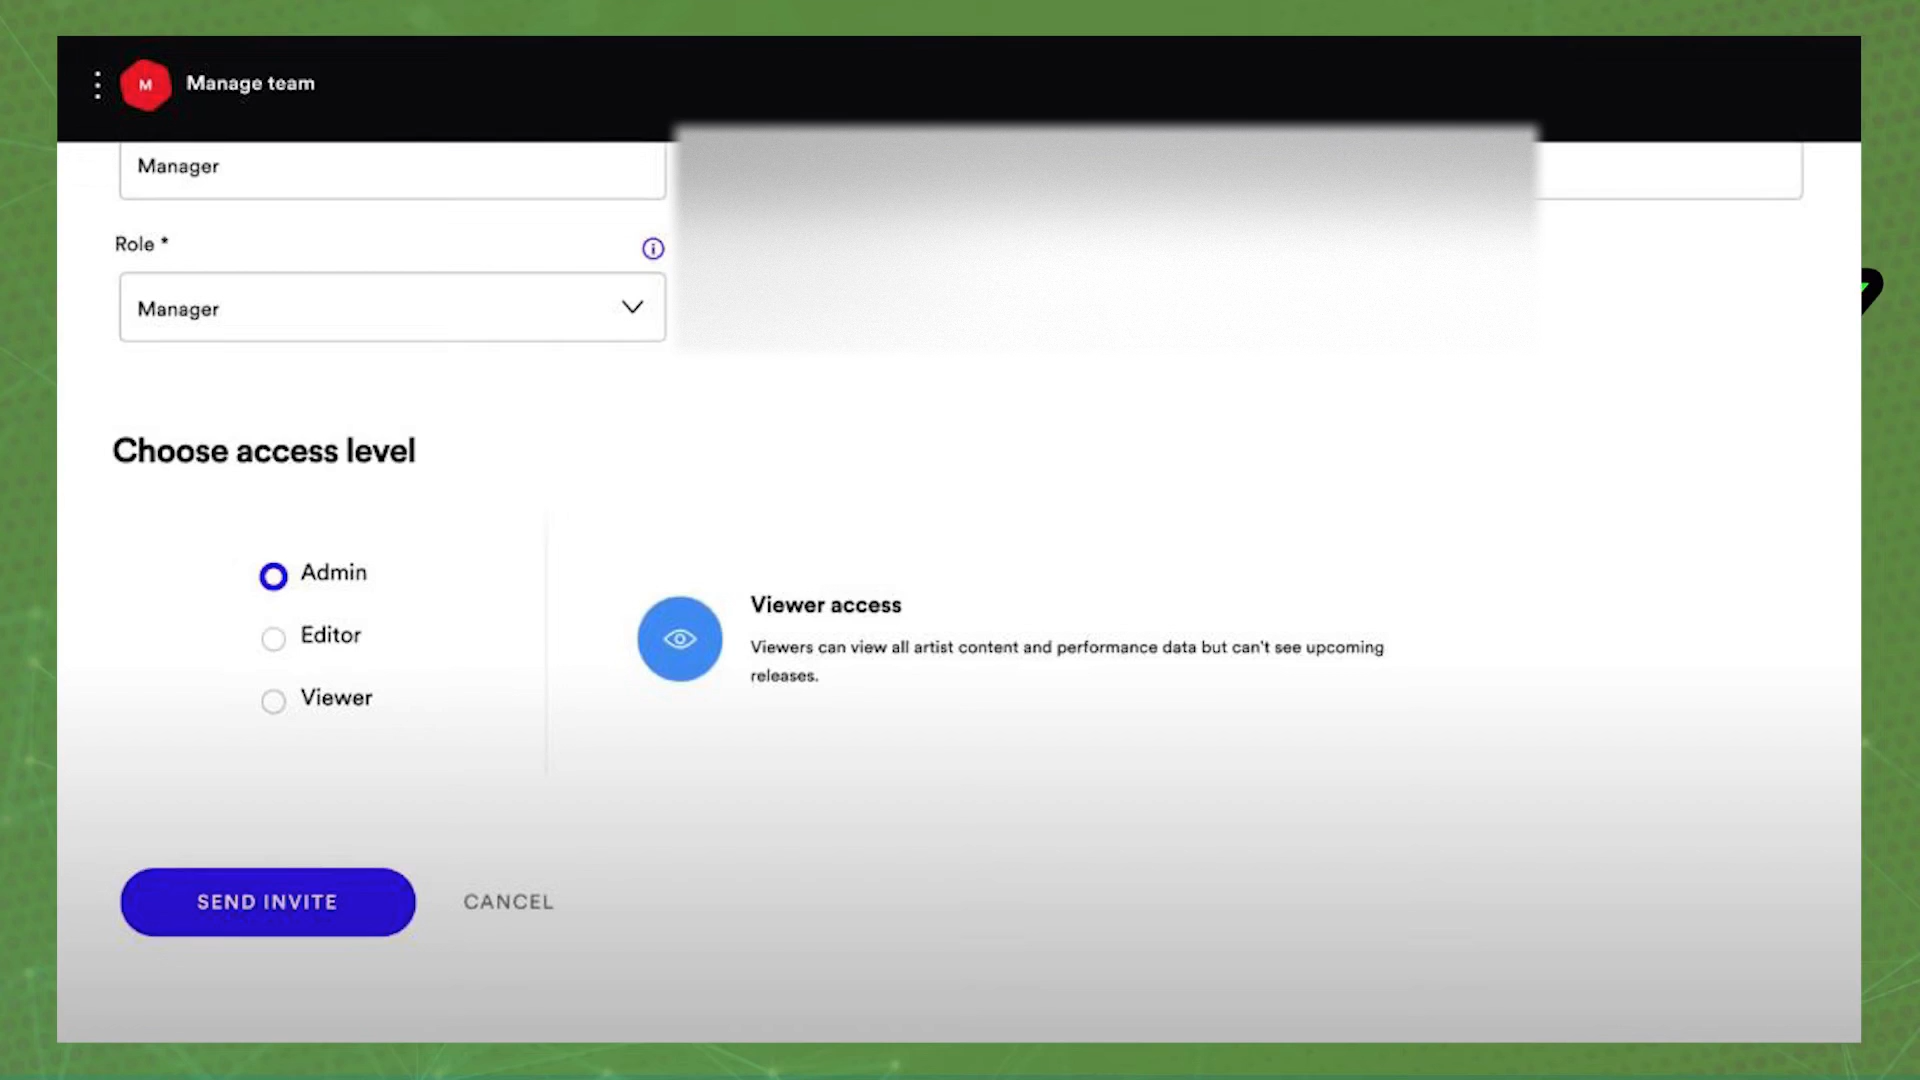 M
Manage team
Manager
Role *
Manager
Choose access level
Admin
Editor
Viewer
Viewer access
Viewers can view all artist content and performance data but can't see upcoming
releases.
SEND INVITE
CANCEL